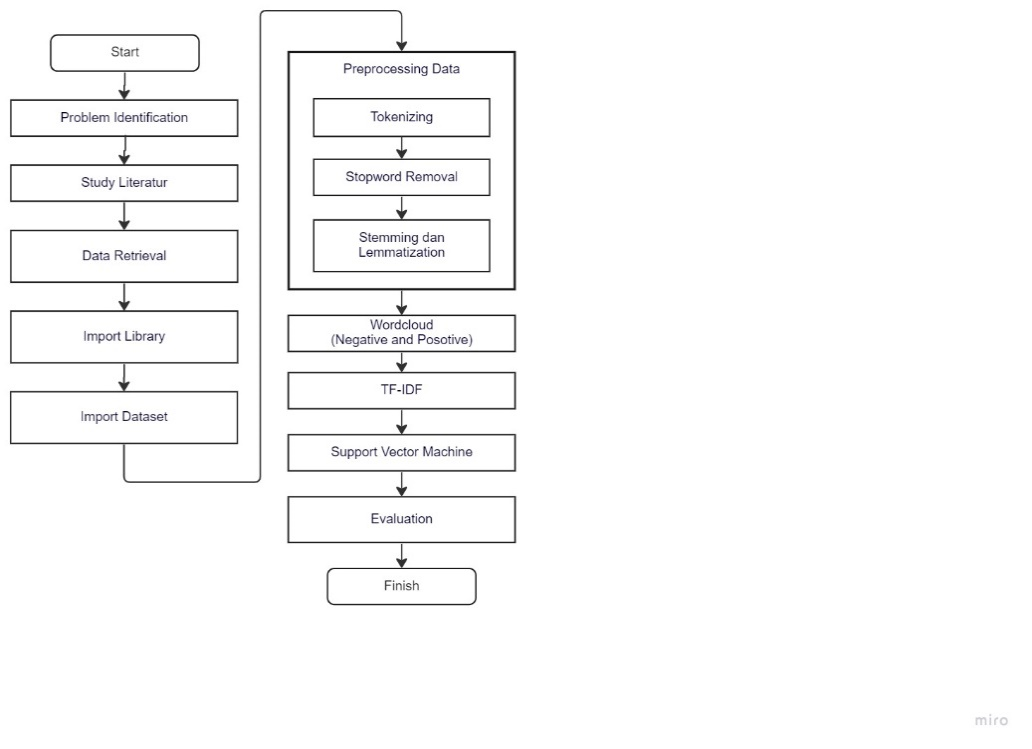 Start
Problem Identification
Study Literatur
Data Retrieval
Import Library
Import Dataset
Preprocessing Data
Tokenizing
Stopword Removal
Stemming dan
Lemmatization
Wordcloud
(Negative and Posotive)
TF-IDF
Support Vector Machine
Evaluation
Finish
miro